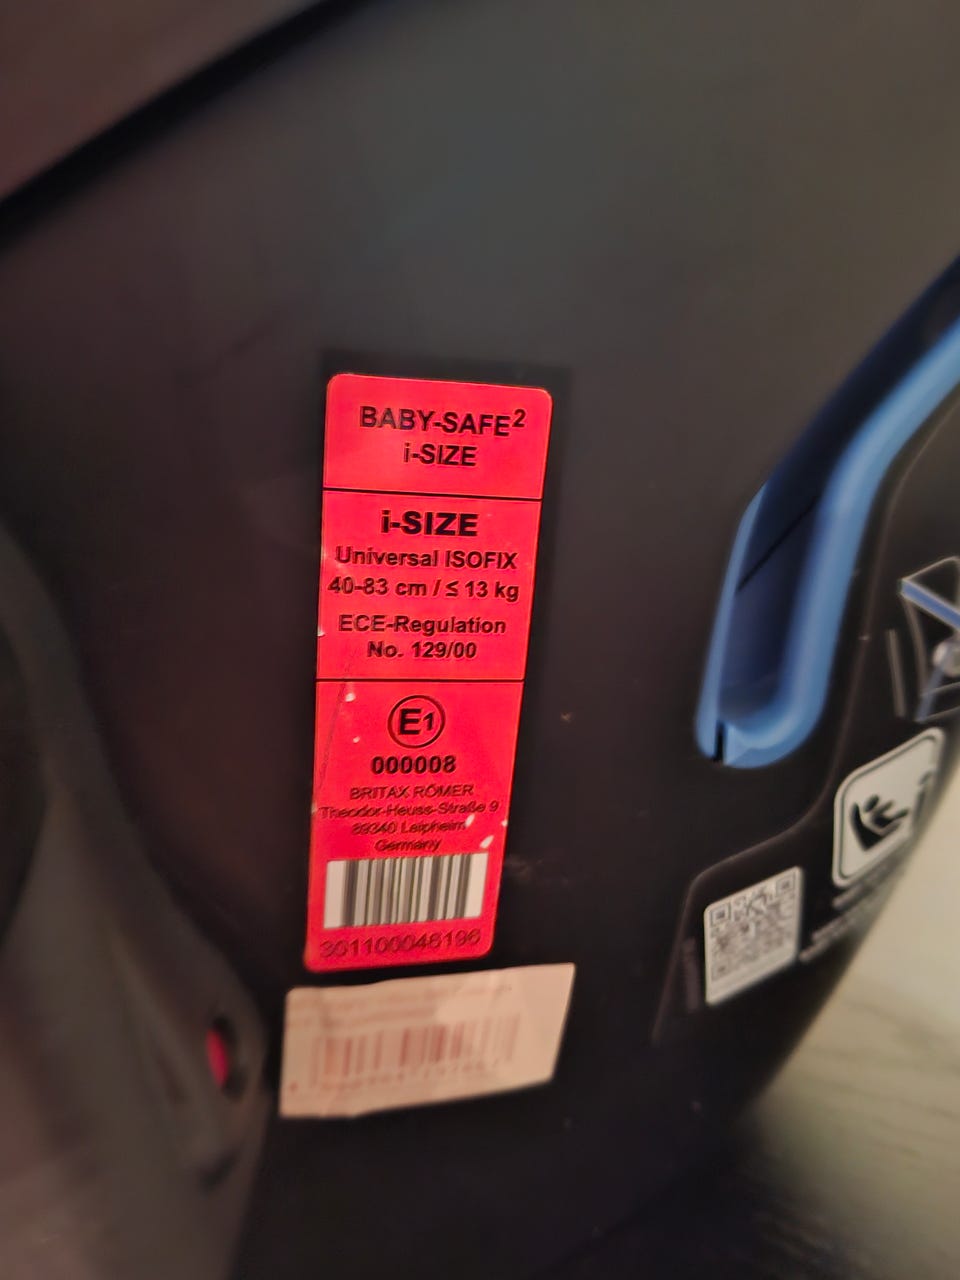 BABY-SAFE²
i-SIZE
i-SIZE
Universal ISOFIX
40-83 cm / ≤ 13 kg
ECE-Regulation
No. 129/00
E1
000008
BRITAX RÖMER
Theodor-Heuss-Straße 9
89340 Leipheim
Germany
301100046196